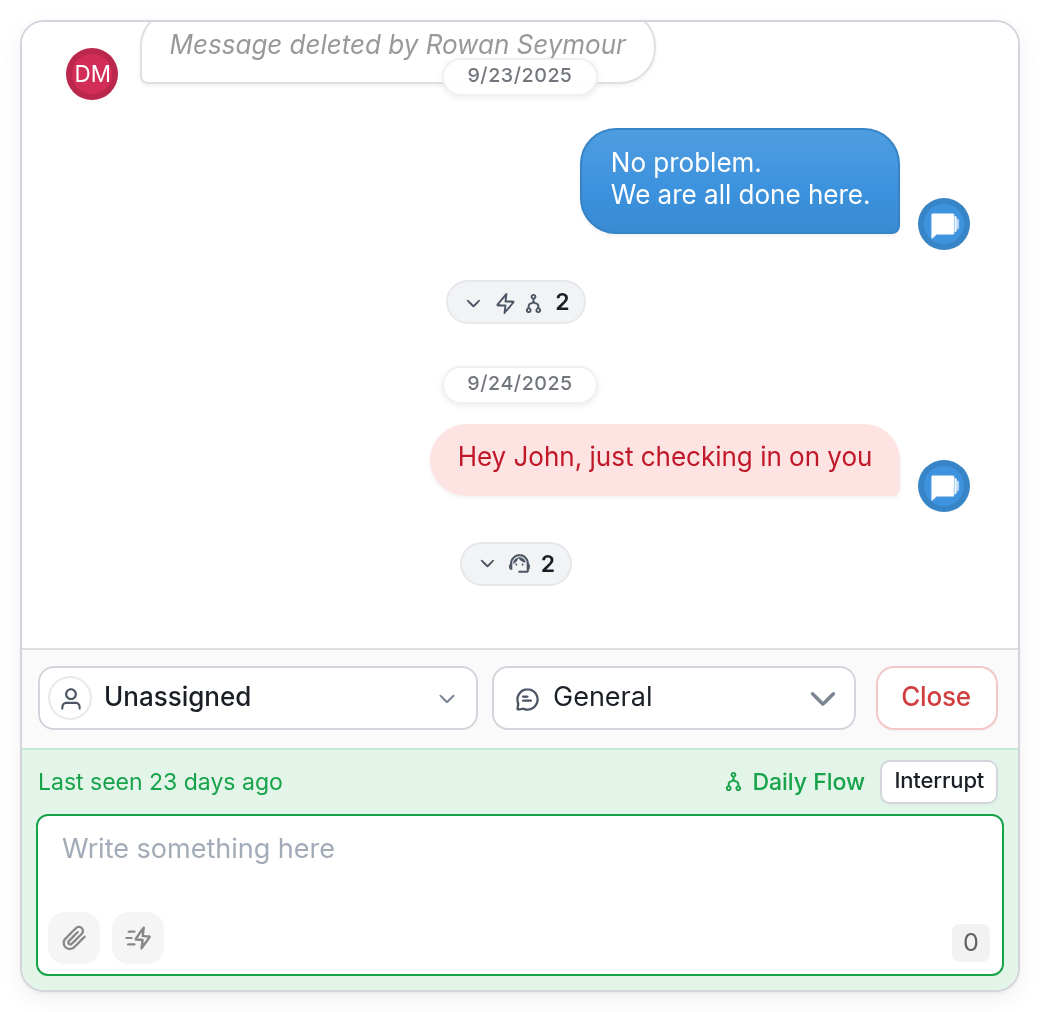 Message deleted by Rowan Seymour
DM
9/23/2025
No problem.
We are all done here.
2
9/24/2025
Hey John, just checking in on you
2
Unassigned
General
Close
Last seen 23 days ago
Daily Flow
Interrupt
Write something here
0